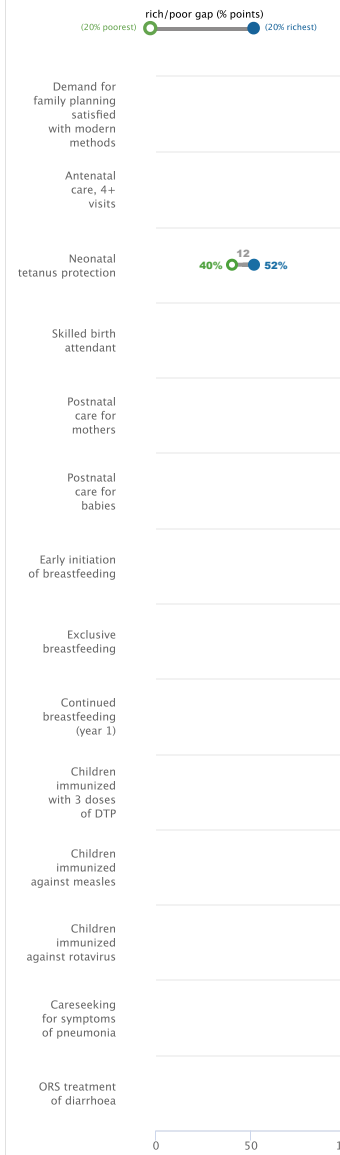 rich/poor gap (% points)
(20% poorest) (20% richest)
Demand for
family planning
satisfied
with modern
methods
Antenatal
care, 4+
visits
Neonatal
tetanus protection
12
40% 52%
Skilled birth
attendant
Postnatal
care for
mothers
Postnatal
care for
babies
Early initiation
of breastfeeding
Exclusive
breastfeeding
Continued
breastfeeding
(year 1)
Children
immunized
with 3 doses
of DTP
Children
immunized
against measles
Children
immunized
against rotavirus
Careseeking
for symptoms
of pneumonia
ORS treatment
of diarrhoea
0 50 1